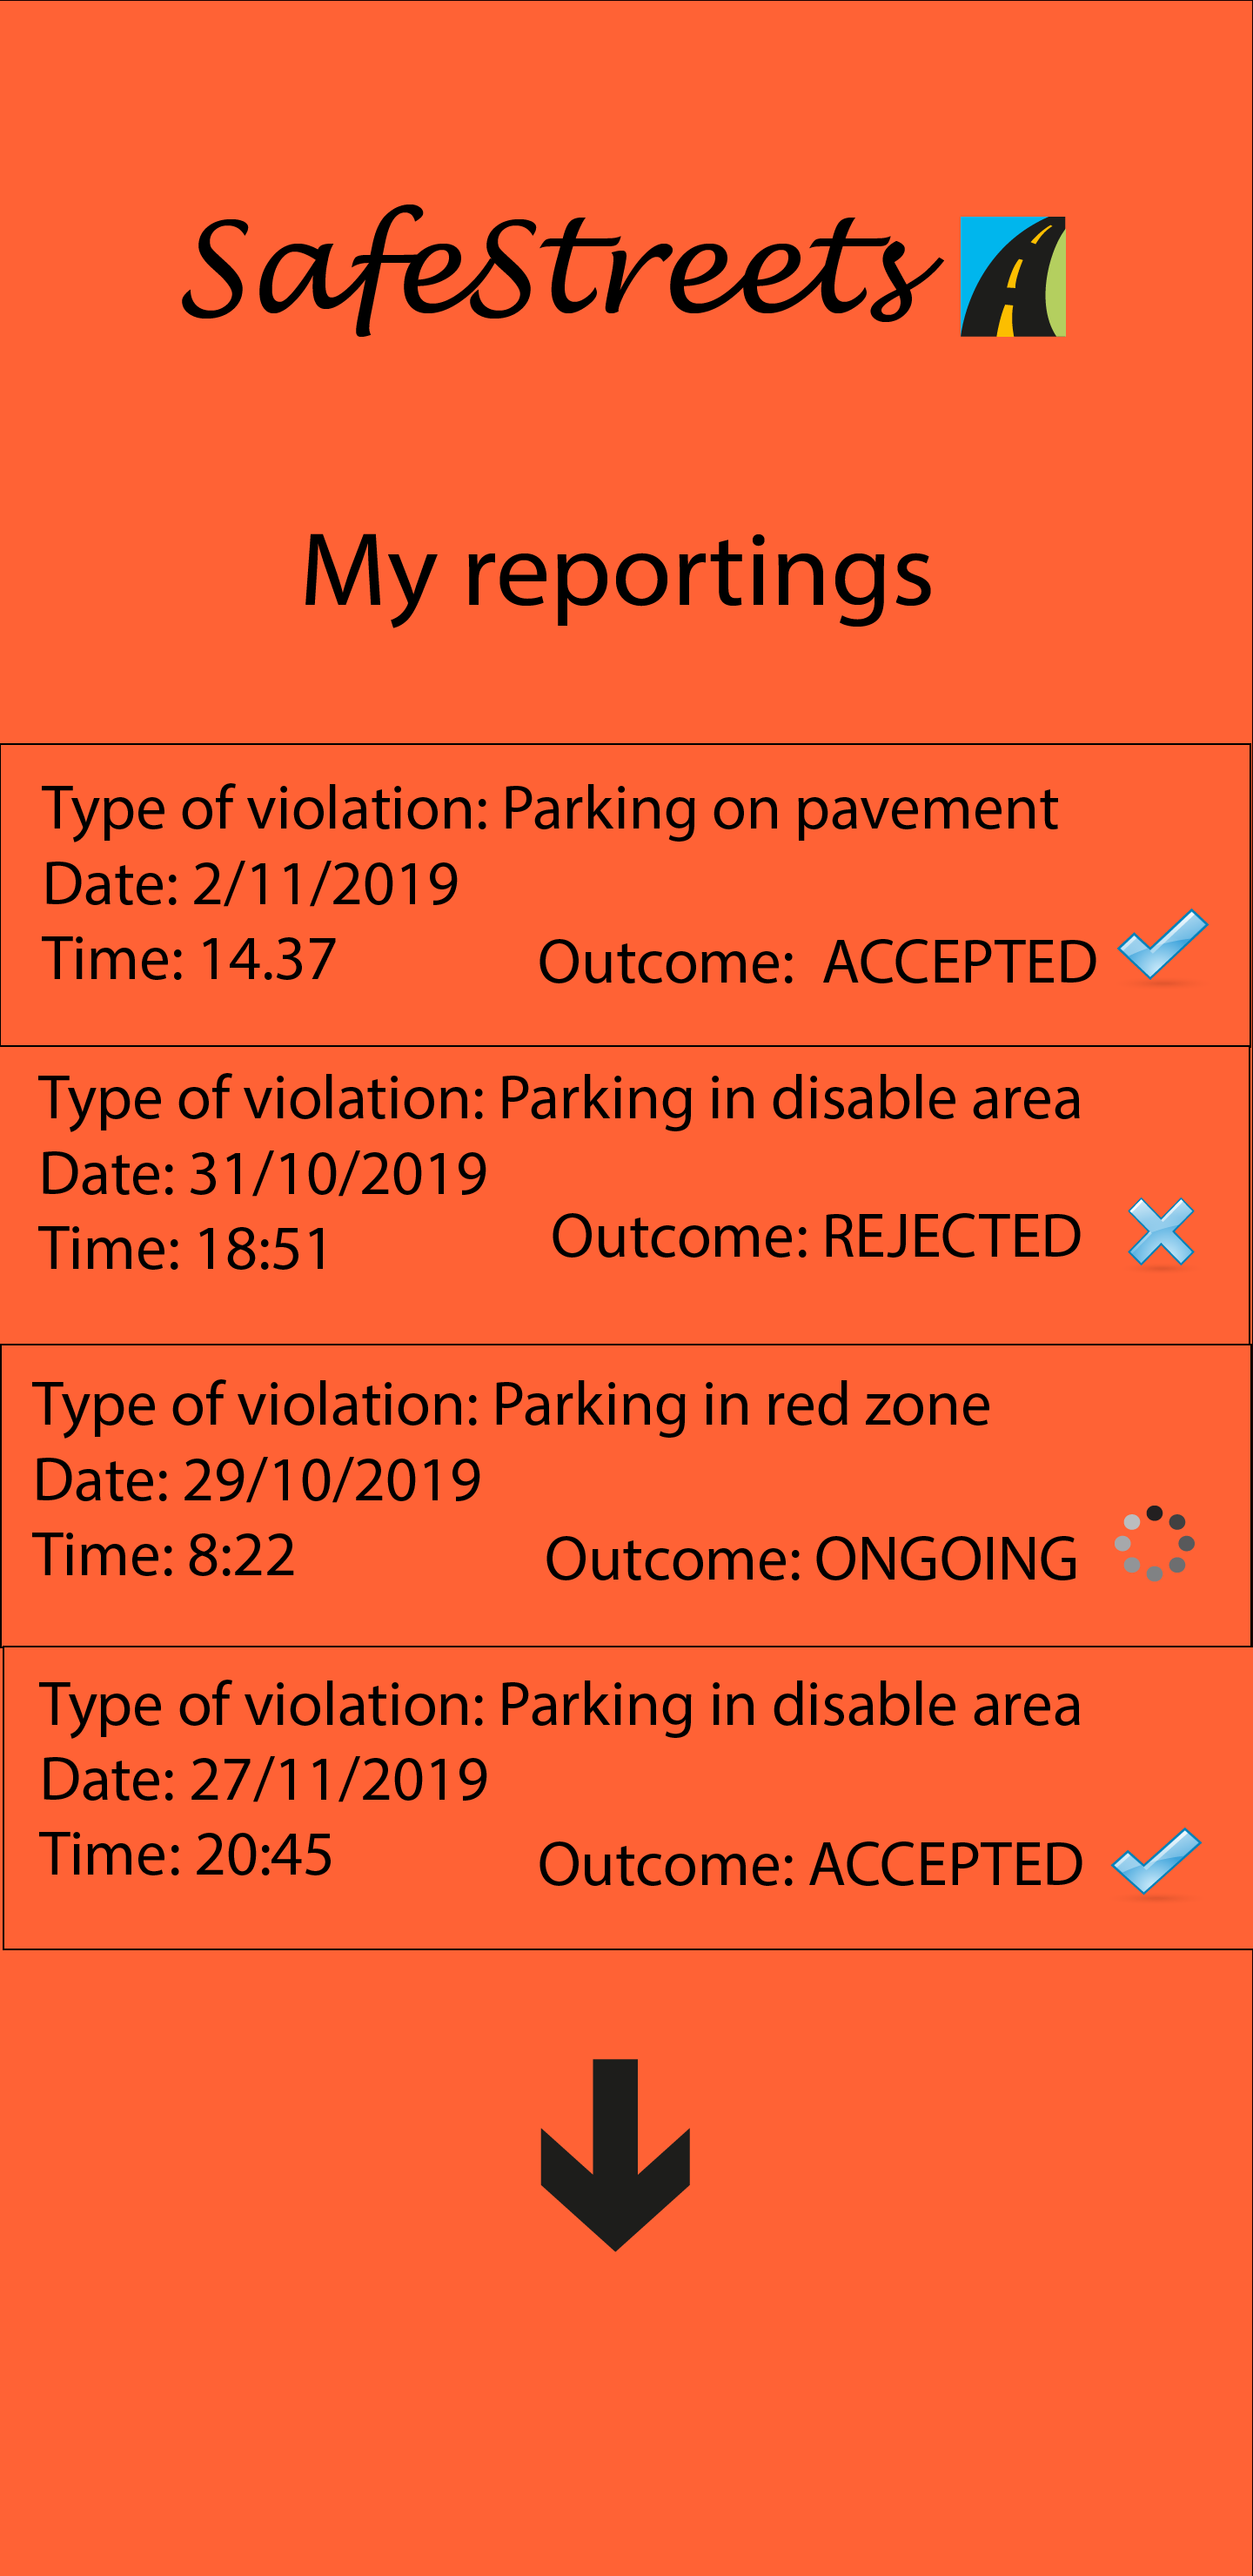 SafeStreets
My reportings
Type of violation: Parking on pavement
Date: 2/11/2019
Time: 14.37
Outcome: ACCEPTED
Type of violation: Parking in disable area
Date: 31/10/2019
Time: 18:51
Outcome: REJECTED
Type of violation: Parking in red zone
Date: 29/10/2019
Time: 8:22
Outcome: ONGOING
Type of violation: Parking in disable area
Date: 27/11/2019
Time: 20:45
Outcome: ACCEPTED